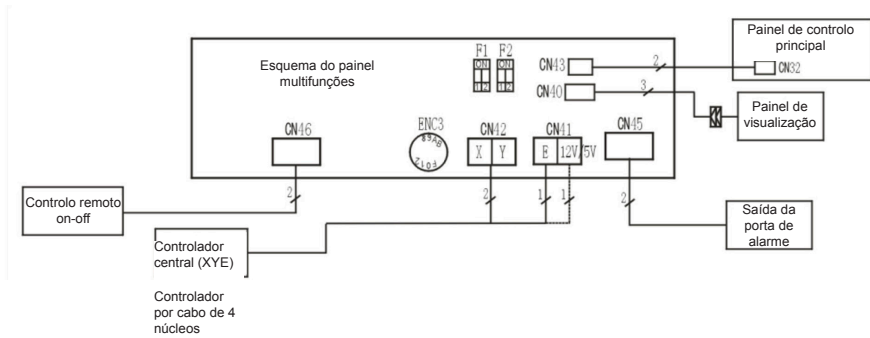 Painel de controlo
principal
Esquema do painel
multifunções
F1 F2
ON ON
1 2 1 2
CN43
2
CN32
CN40
3
Painel de
visualização
CN46
ENC3
CN42
CN41
CN45
X Y
E 12V/5V
2
2
1
1
2
Controlo remoto
on-off
Saída da
porta de
alarme
Controlador
central (XYE)
Controlador
por cabo de 4
núcleos